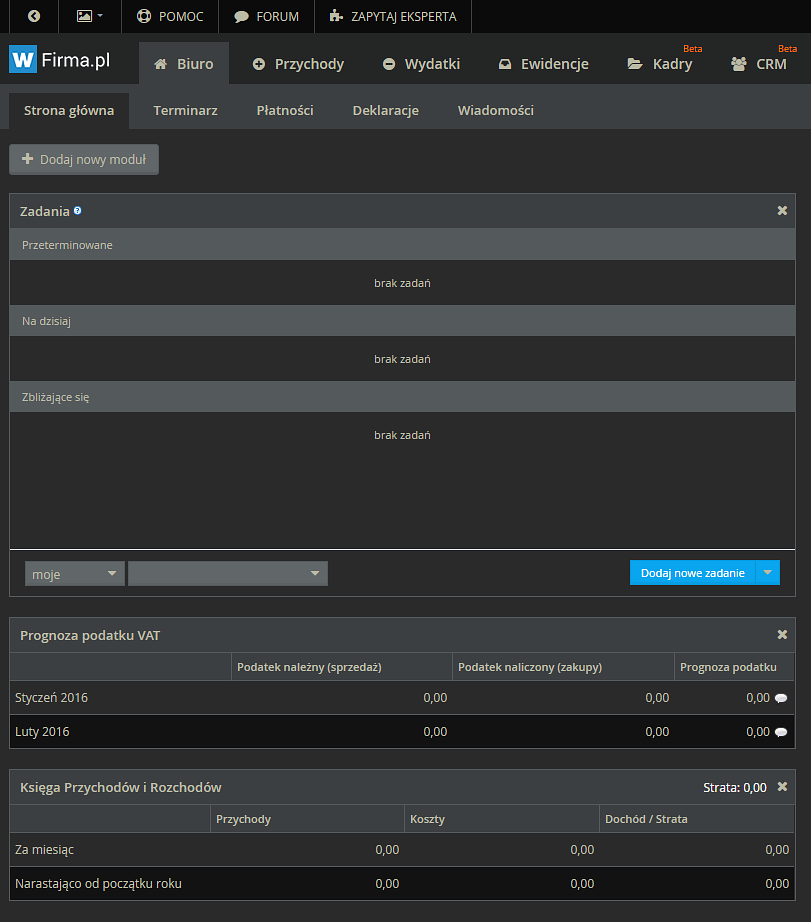 POMOC FORUM ZAPYTAJ EKSPERTA
W Firma.pl Biuro Przychody Wydatki Ewidencje Kadry Beta CRM Beta
Strona główna Terminarz Płatności Deklaracje Wiadomości
Dodaj nowy moduł
Zadania ?
Przeterminowane
brak zadań
Na dzisiaj
brak zadań
Zbliżające się
brak zadań
moje Dodaj nowe zadanie
Prognoza podatku VAT
Podatek należny (sprzedaż) Podatek naliczony (zakupy) Prognoza podatku
Styczeń 2016 0,00 0,00 0,00
Luty 2016 0,00 0,00 0,00
Księga Przychodów i Rozchodów Strata: 0,00
Przychody Koszty Dochód / Strata
Za miesiąc 0,00 0,00 0,00
Narastająco od początku roku 0,00 0,00 0,00